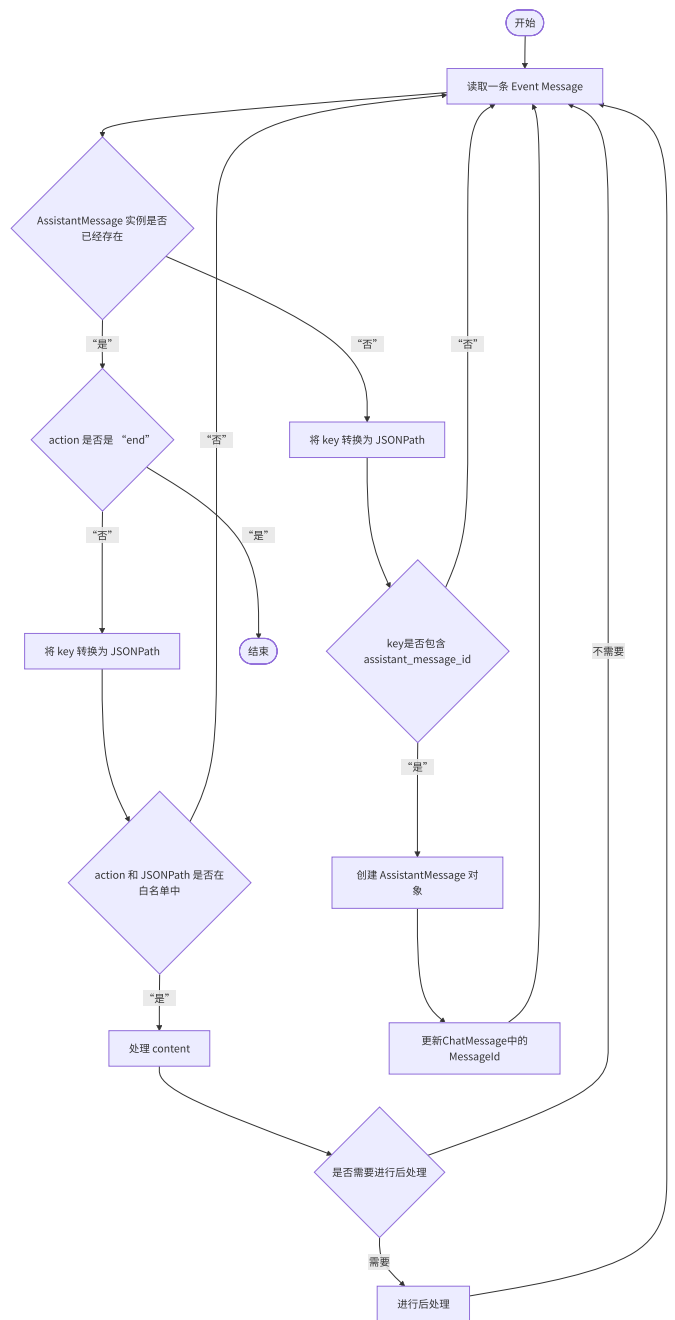 开始
读取一条 Event Message
AssistantMessage 实例是否
已经存在
“是”
“否”
“否”
action 是否是 “end”
“否”
将 key 转换为 JSONPath
“否”
“是”
将 key 转换为 JSONPath
结束
key是否包含
assistant_message_id
不需要
“是”
action 和 JSONPath 是否在
白名单中
创建 AssistantMessage 对
象
“是”
处理 content
更新ChatMessage中的
MessageId
是否需要进行后处理
需要
进行后处理